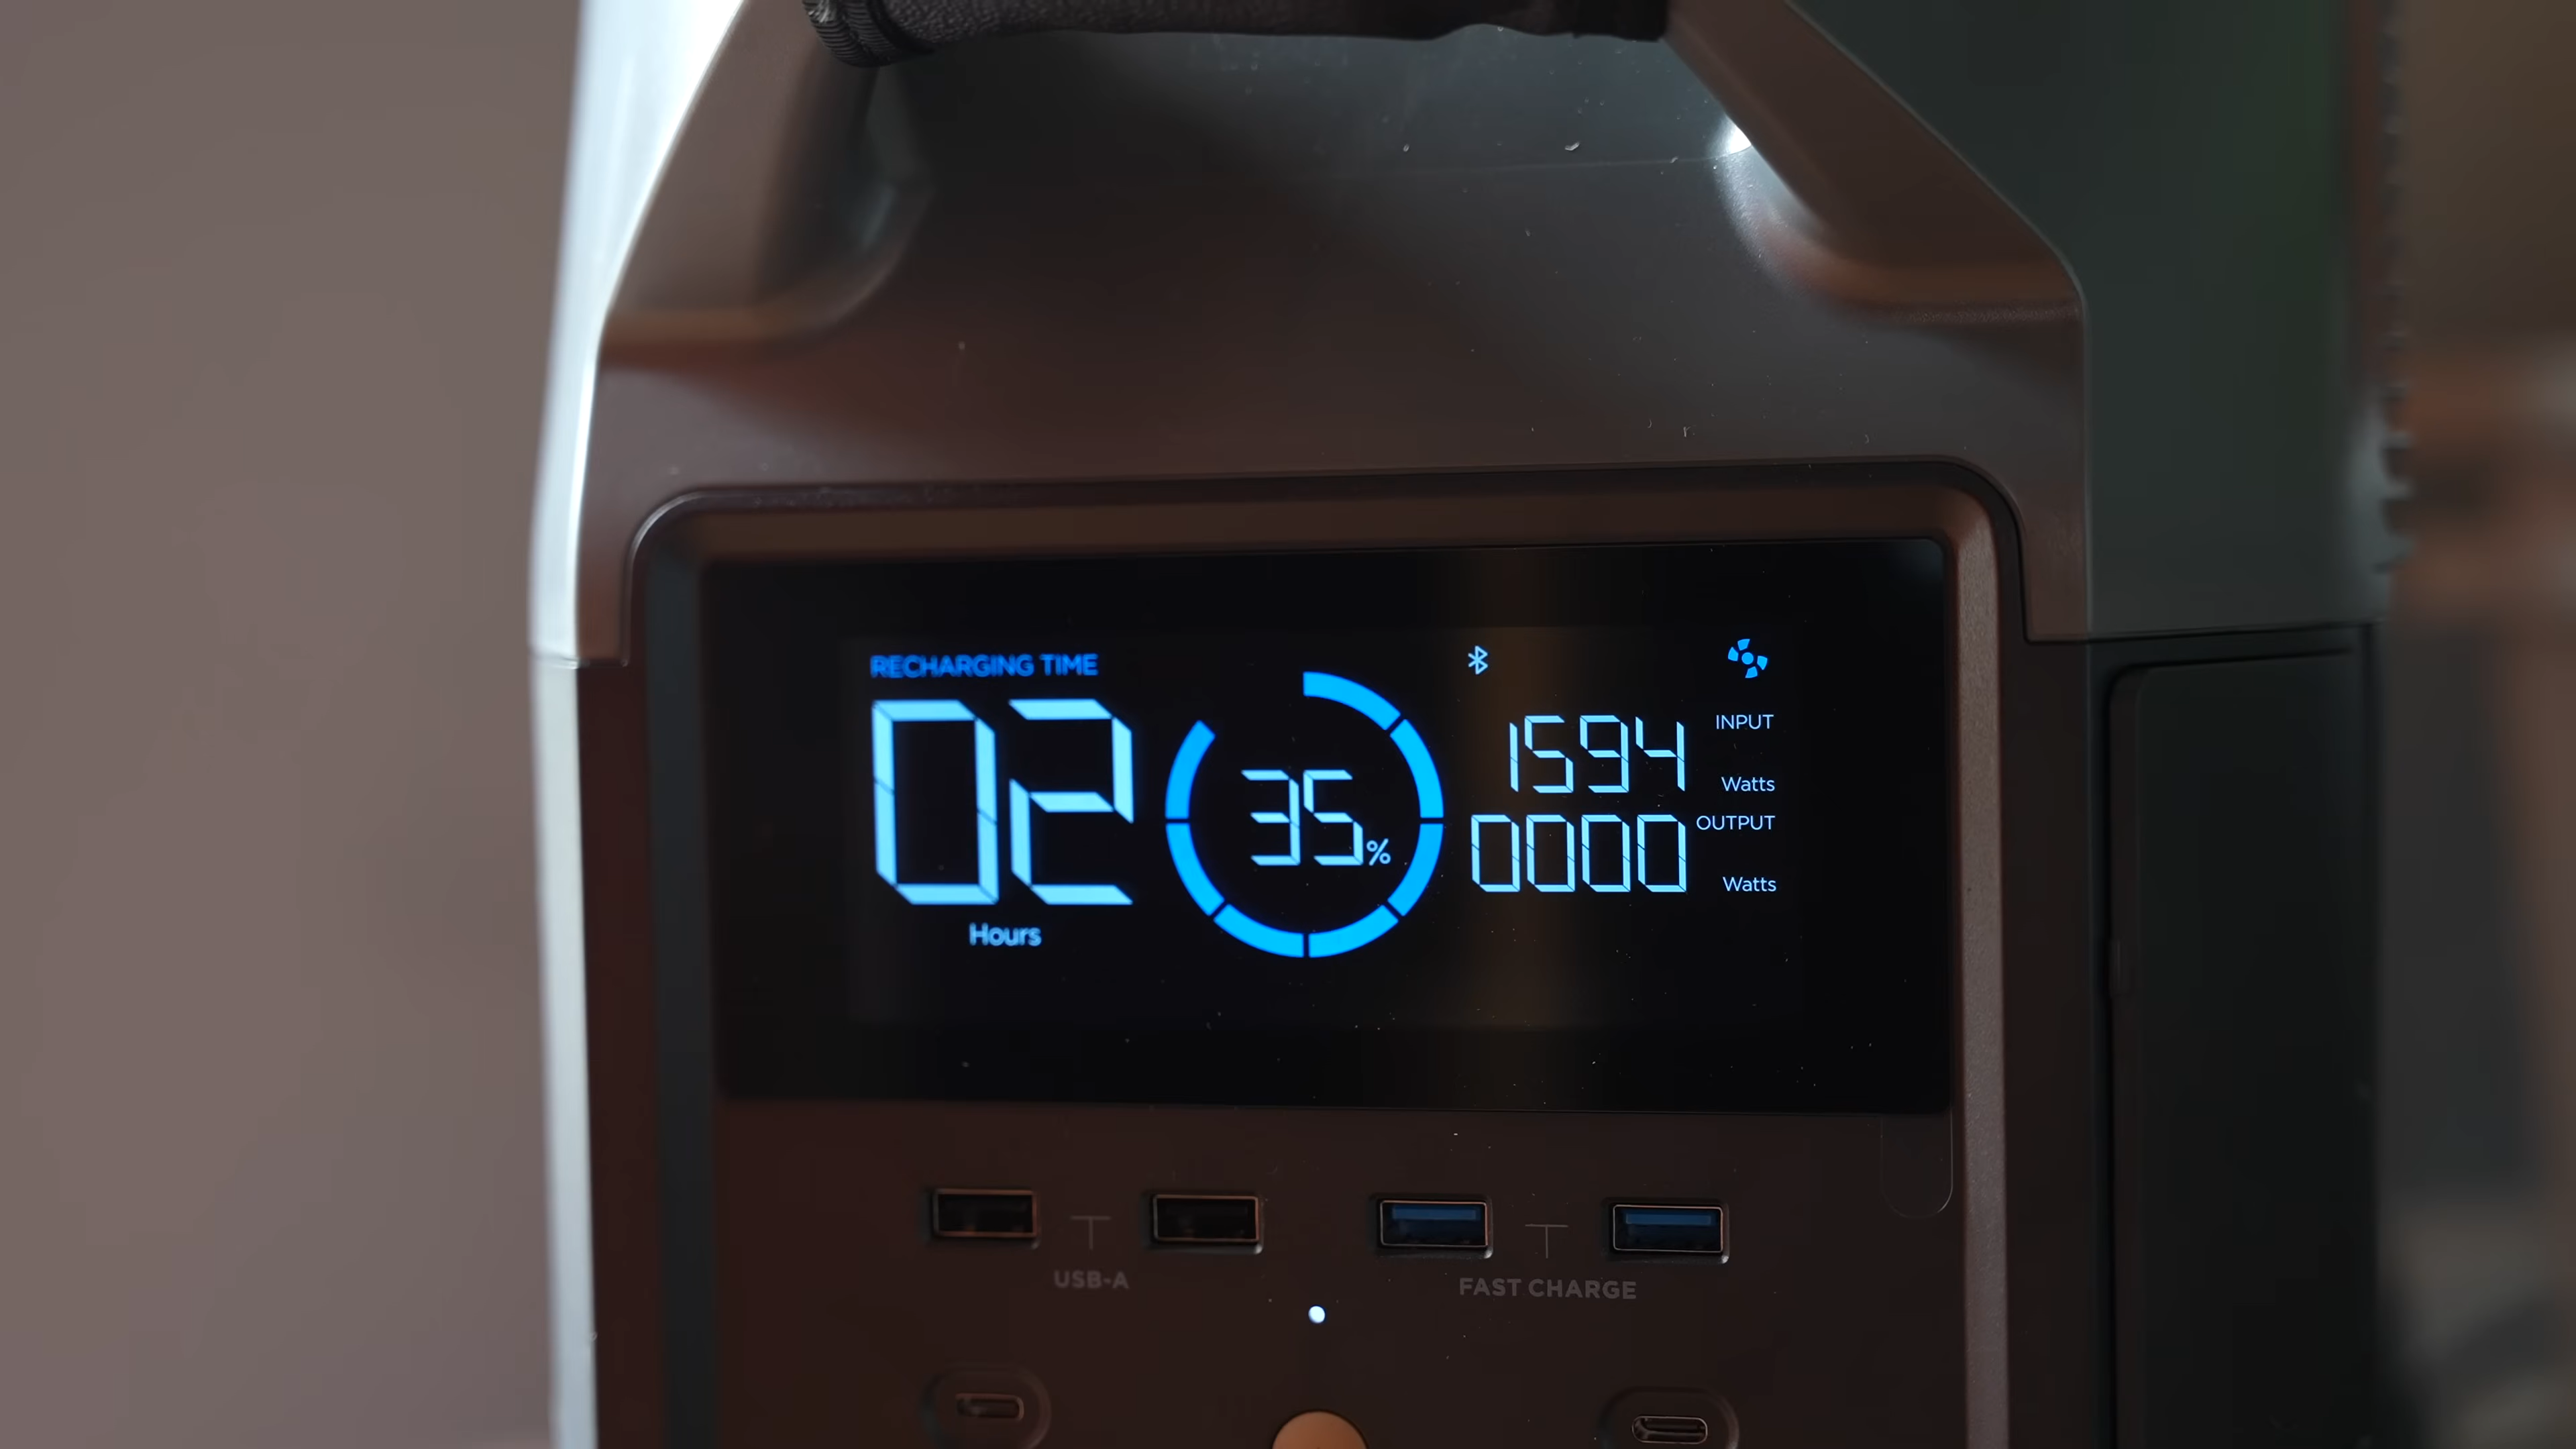 RECHARGING TIME
02
Hours
35%
1594 INPUT
Watts
0000 OUTPUT
Watts
USB-A
FAST CHARGE